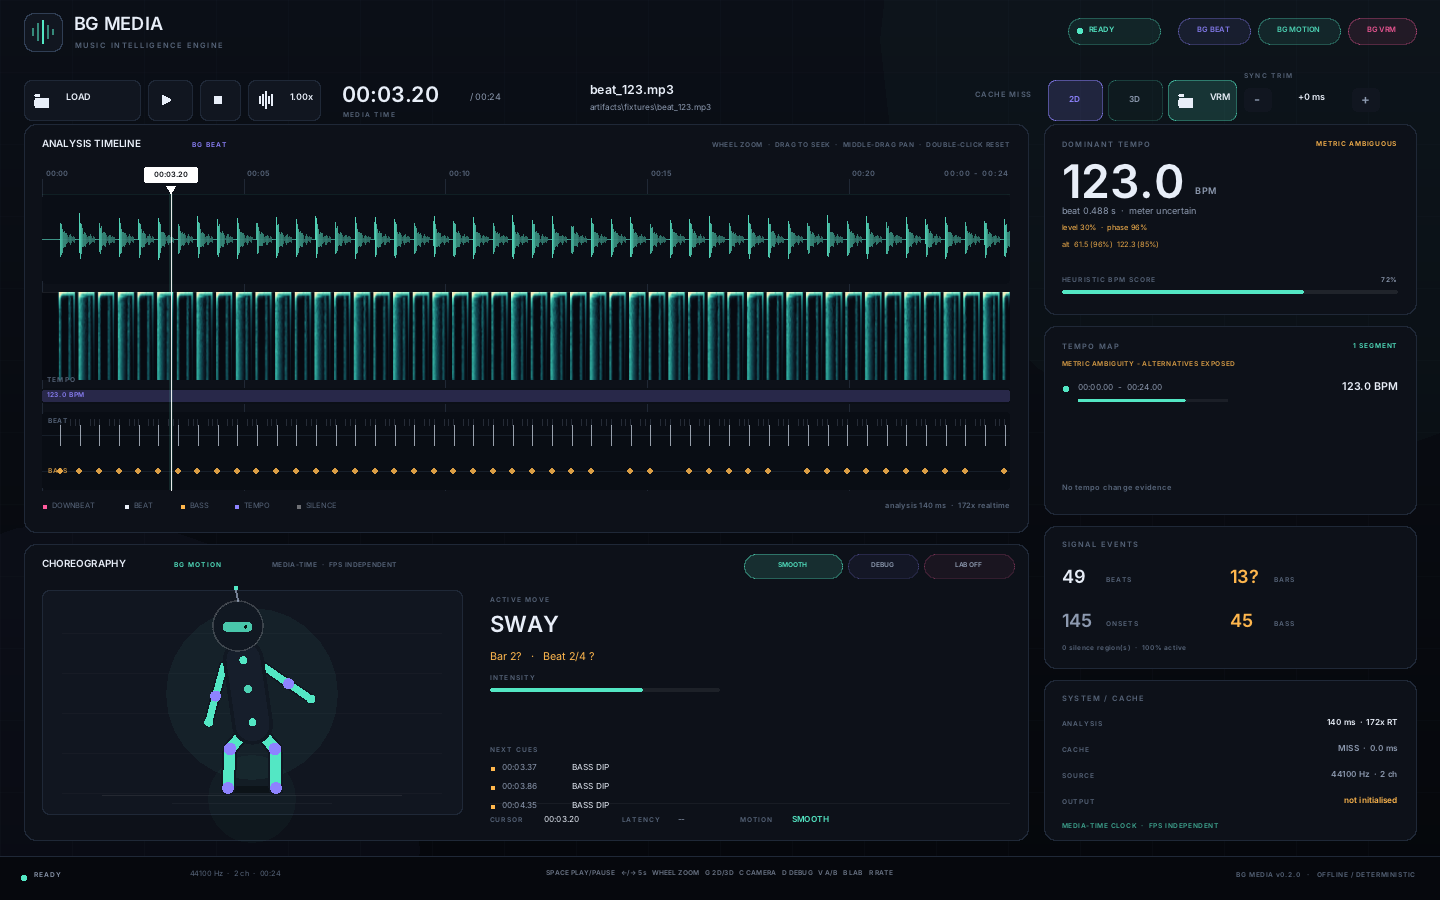 BG MEDIA
MUSIC INTELLIGENCE ENGINE
READY
BG BEAT
BG MOTION
BG VRM
LOAD
1.00x
00:03.20
/ 00:24
MEDIA TIME
beat_123.mp3
artifacts\fixtures\beat_123.mp3
CACHE MISS
2D
3D
VRM
SYNC TRIM
-
+0 ms
+
ANALYSIS TIMELINE
BG BEAT
WHEEL ZOOM · DRAG TO SEEK · MIDDLE-DRAG PAN · DOUBLE-CLICK RESET
00:00
00:03.20
00:05
00:10
00:15
00:20
00:00 - 00:24
TEMPO
123.0 BPM
BEAT
BASS
DOWNBEAT
BEAT
BASS
TEMPO
SILENCE
analysis 140 ms · 172x realtime
DOMINANT TEMPO
METRIC AMBIGUOUS
123.0 BPM
beat 0.488 s · meter uncertain
level 30% · phase 96%
alt 61.5 (96%) 122.3 (85%)
HEURISTIC BPM SCORE
72%
TEMPO MAP
1 SEGMENT
METRIC AMBIGUITY - ALTERNATIVES EXPOSED
00:00.00 - 00:24.00
123.0 BPM
No tempo change evidence
CHOREOGRAPHY
BG MOTION
MEDIA-TIME · FPS INDEPENDENT
SMOOTH
DEBUG
LAB OFF
ACTIVE MOVE
SWAY
Bar 2? · Beat 2/4 ?
INTENSITY
NEXT CUES
00:03.37 BASS DIP
00:03.86 BASS DIP
00:04.35 BASS DIP
CURSOR 00:03.20 LATENCY -- MOTION SMOOTH
SIGNAL EVENTS
49 BEATS
13? BARS
145 ONSETS
45 BASS
0 silence region(s) · 100% active
SYSTEM / CACHE
ANALYSIS 140 ms · 172x RT
CACHE MISS · 0.0 ms
SOURCE 44100 Hz · 2 ch
OUTPUT not initialised
MEDIA-TIME CLOCK · FPS INDEPENDENT
READY
44100 Hz · 2 ch · 00:24
SPACE PLAY/PAUSE ←/→ 5s WHEEL ZOOM G 2D/3D C CAMERA D DEBUG V A/B B LAB R RATE
BG MEDIA v0.2.0 · OFFLINE / DETERMINISTIC